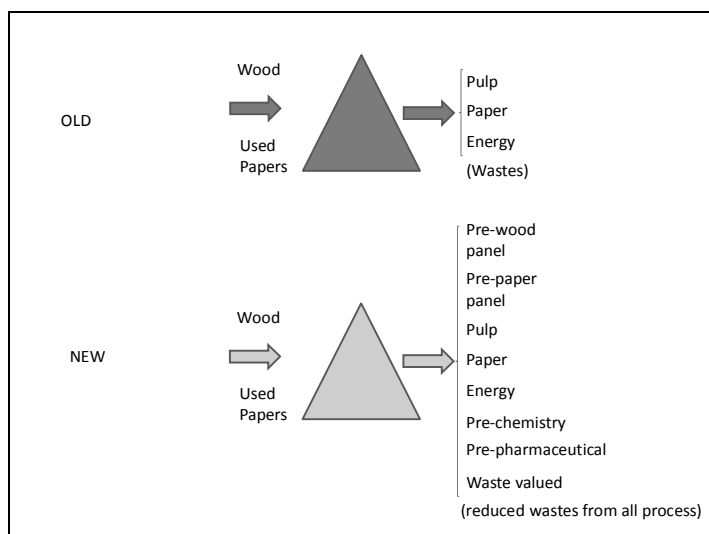 OLD
Wood
Used
Papers
Pulp
Paper
Energy
(Wastes)
NEW
Wood
Used
Papers
Pre-wood
panel
Pre-paper
panel
Pulp
Paper
Energy
Pre-chemistry
Pre-pharmaceutical
Waste valued
(reduced wastes from all process)